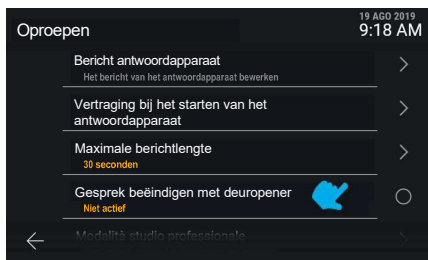 Oproepen
19 AGO 2019
9:18 AM
Bericht antwoordapparaat
Het bericht van het antwoordapparaat bewerken
Vertraging bij het starten van het
antwoordapparaat
Maximale berichtlengte
30 seconden
Gesprek beëindigen met deuropener
Niet actief
Modalità studio professionale